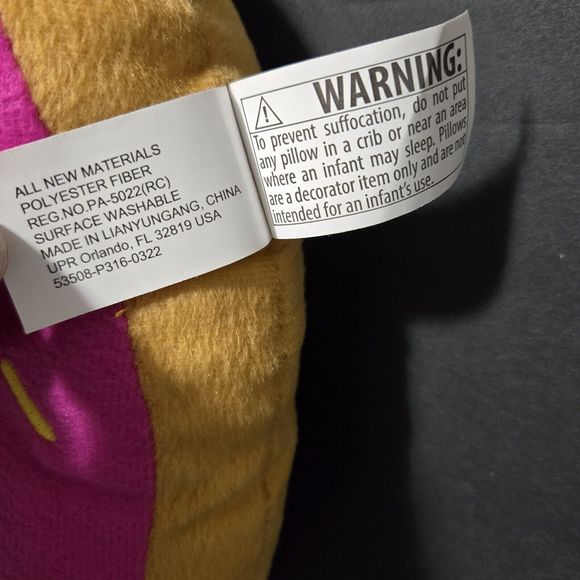 ALL NEW MATERIALS
POLYESTER FIBER
REG.NO.PA-5022(RC)
SURFACE WASHABLE
MADE IN LIANYUNGANG, CHINA
UPR Orlando, FL 32819 USA
53508-P316-0322
WARNING:
To prevent suffocation, do not put
any pillow in a crib or near an area
where an infant may sleep. Pillows
are a decorator item only and are not
intended for an infant's use.